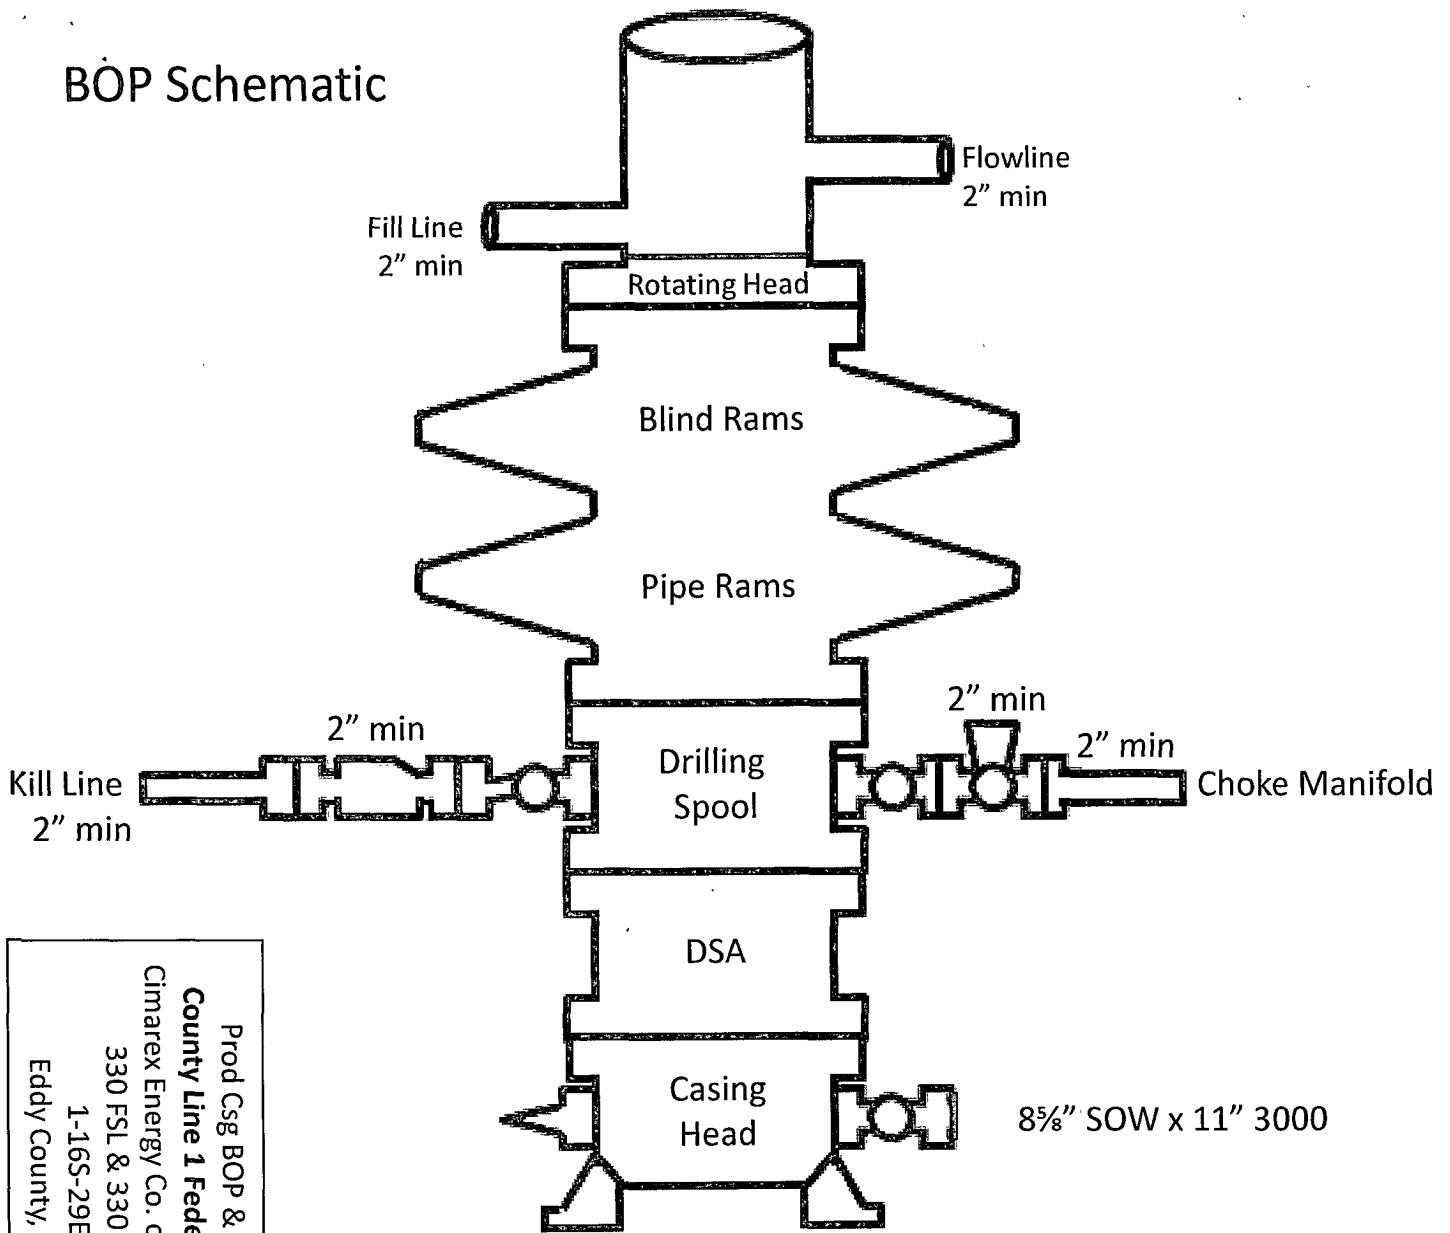 BOP Schematic
Flowline
2" min
Fill Line
2" min
Rotating Head
Blind Rams
Pipe Rams
2" min
2" min
2" min
Drilling
Spool
Kill Line
2" min
Choke Manifold
DSA
Casing
Head
8⅝" SOW x 11" 3000
Prod Csg BOP &
County Line 1 Fede
Cimarex Energy Co.
330 FSL & 330
1-16S-29E
Eddy County,